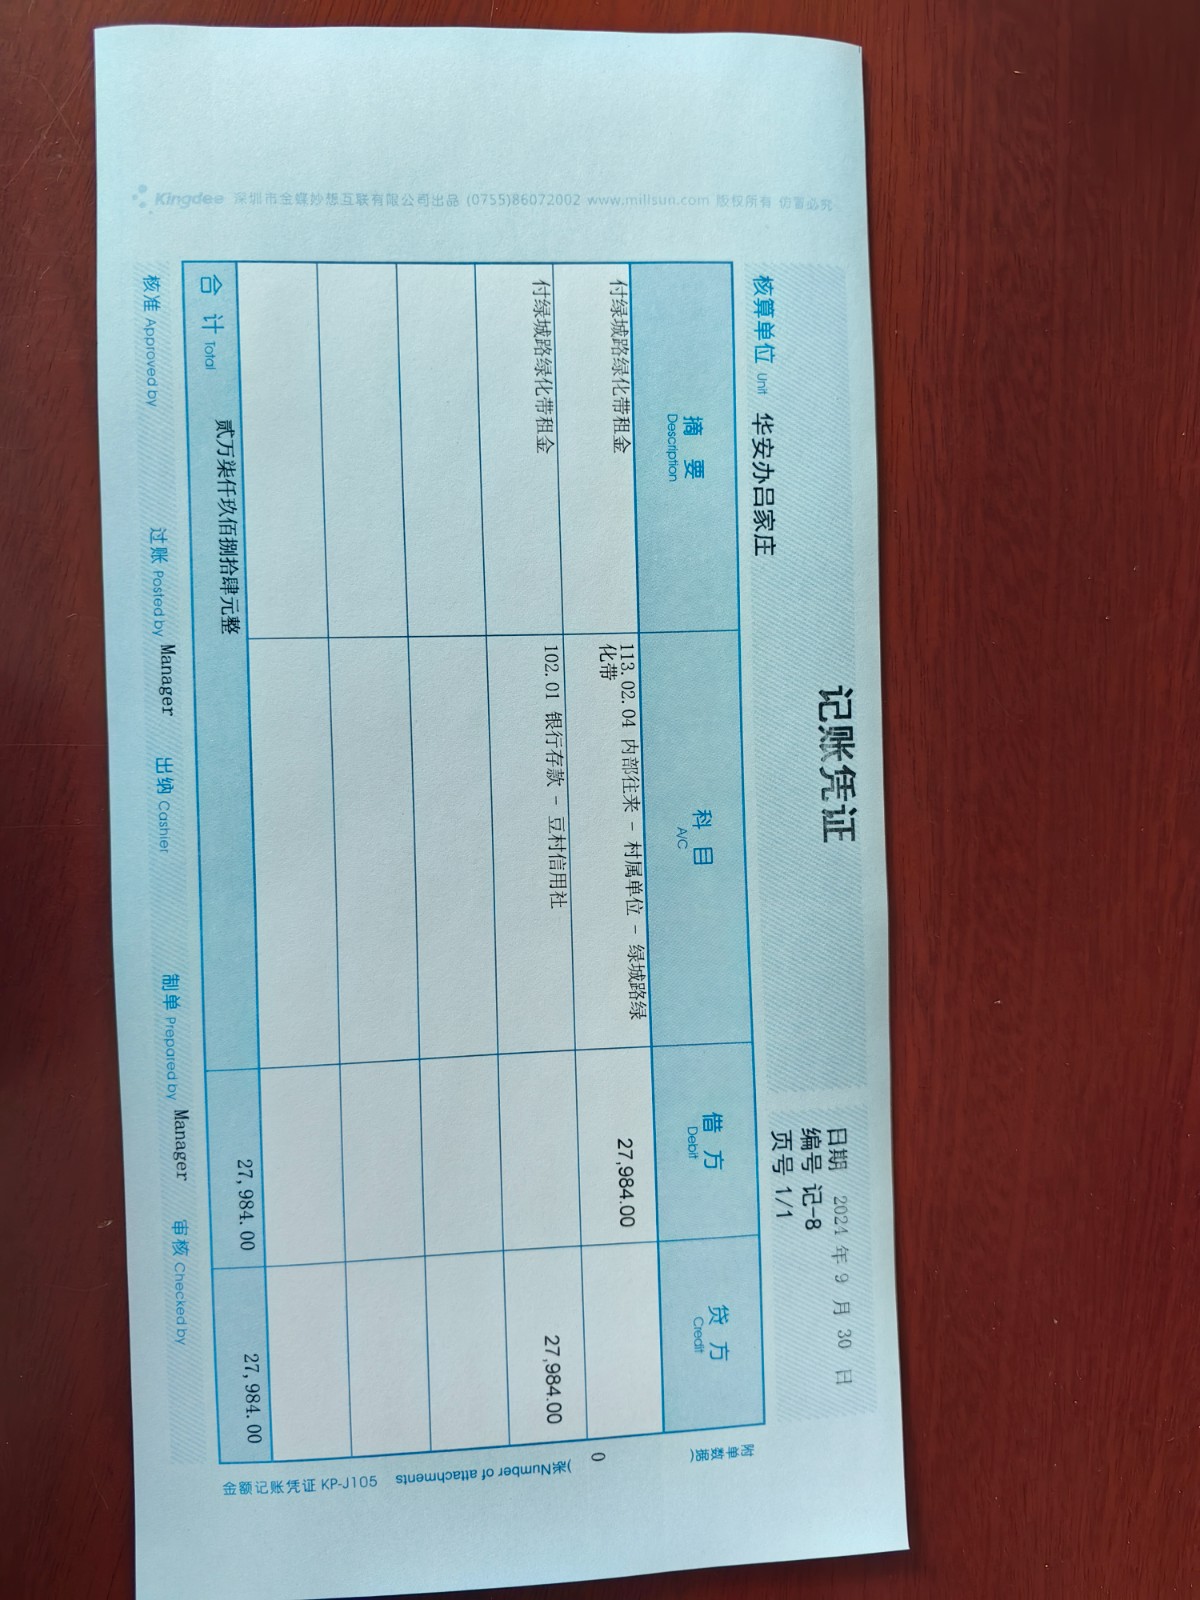 记账凭证
日期 2024 年 9 月 30 日
编号 记-8
页号 1/1
核算单位 Unit 华安办吕家庄
摘 要 Description
科 目 A/C
借 方 Debit
贷 方 Credit
付绿城路绿化带租金
113.02.04 内部往来 - 村属单位 - 绿城路绿
化带
27,984.00
付绿城路绿化带租金
102.01 银行存款 - 豆村信用社
27,984.00
合 计 Total 贰万柒仟玖佰捌拾肆元整
27,984.00
27,984.00
附单据数(
0
张)Number of attachments
金额记账凭证 KP-J105
核准 Approved by
过账 Posted by Manager
出纳 Cashier
制单 Prepared by Manager
审核 Checked by
Kingdee 深圳市金蝶妙想互联有限公司出品 (0755)86072002 www.millsun.com 版权所有 仿冒必究